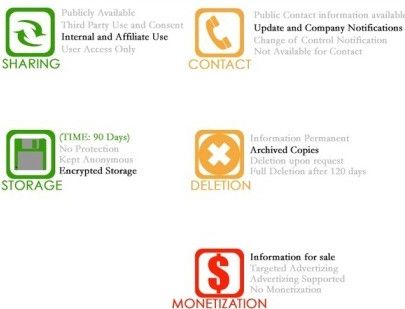 Publicly Available
Third Party Use and Consent
Internal and Affiliate Use
User Access Only
SHARING
Public Contact information available
Update and Company Notifications
Change of Control Notification
Not Available for Contact
CONTACT
(TIME: 90 Days)
No Protection
Kept Anonymous
Encrypted Storage
STORAGE
Information Permanent
Archived Copies
Deletion upon request
Full Deletion after 120 days
DELETION
Information for sale
Targeted Advertizing
Advertizing Supported
No Monetization
$
MONETIZATION